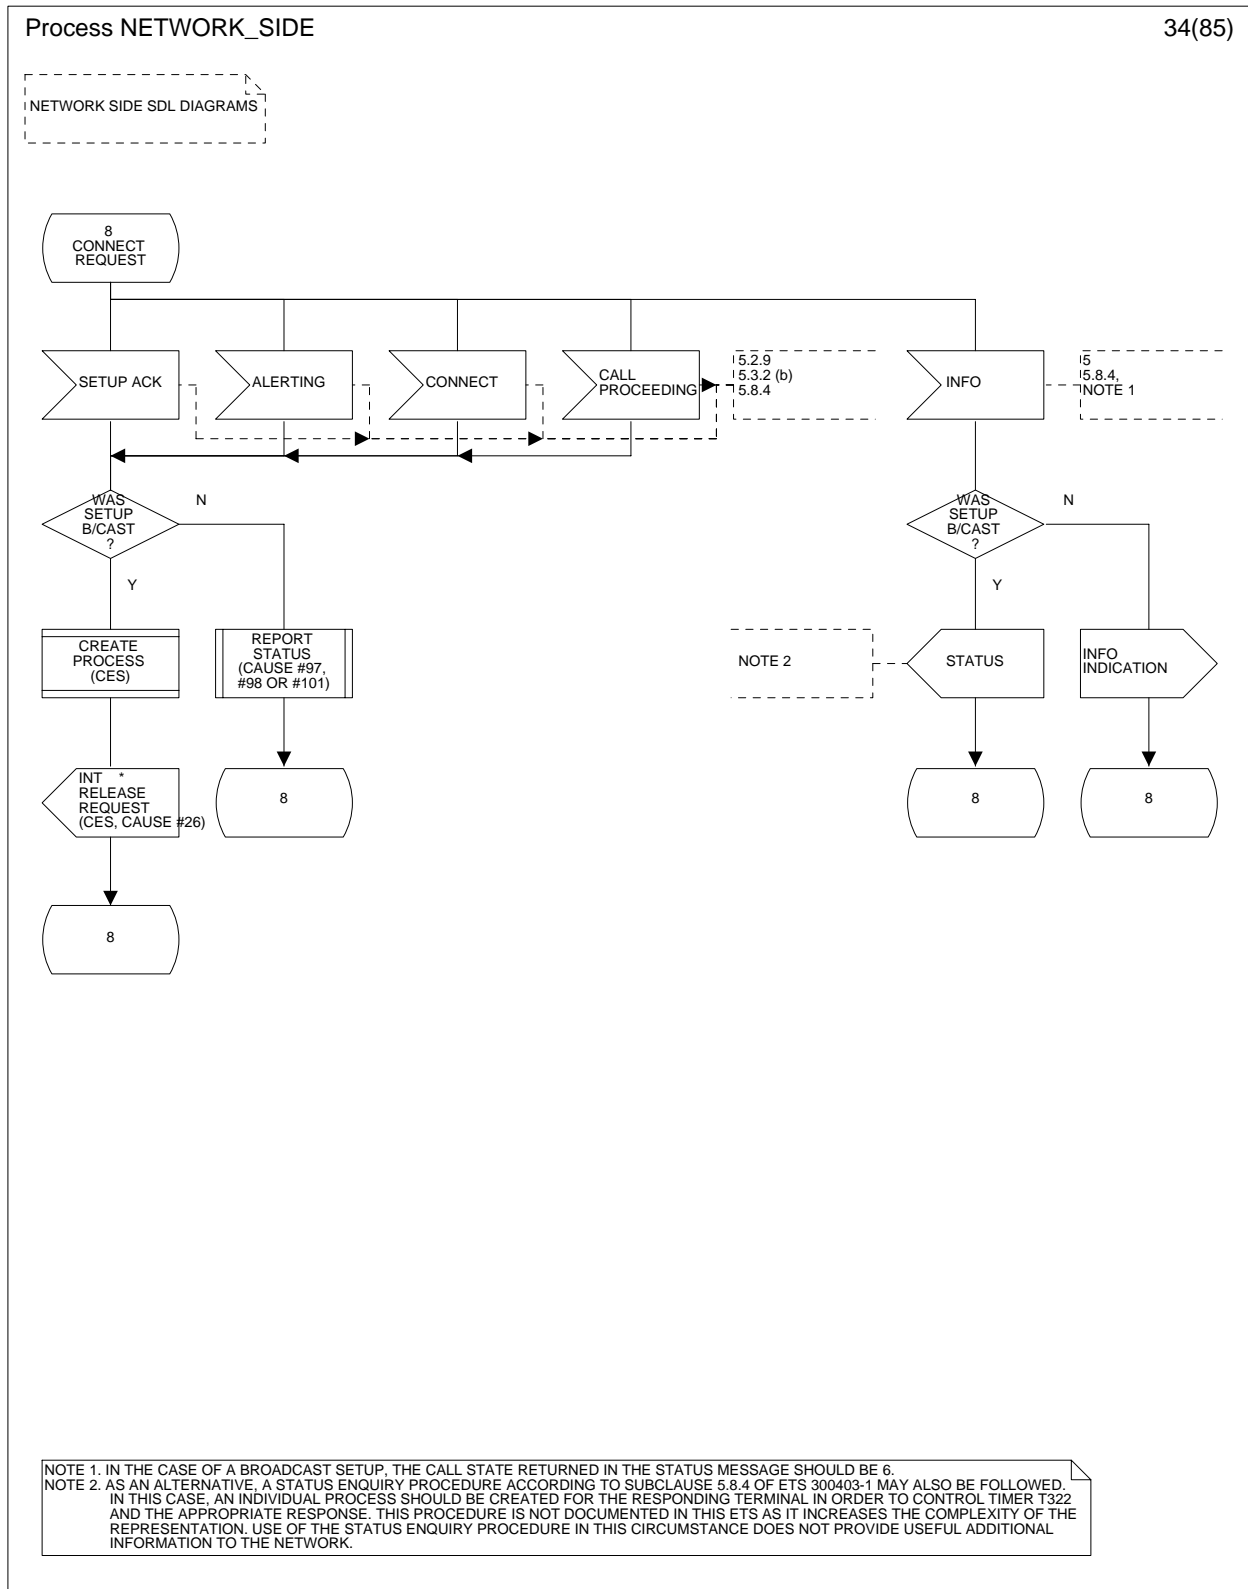 Process NETWORK_SIDE
34(85)
NETWORK SIDE SDL DIAGRAMS
8
CONNECT
REQUEST
SETUP ACK
ALERTING
CONNECT
CALL
PROCEEDING
5.2.9
5.3.2 (b)
5.8.4
INFO
5
5.8.4,
NOTE 1
WAS
SETUP
B/CAST
?
N
Y
WAS
SETUP
B/CAST
?
N
Y
CREATE
PROCESS
(CES)
REPORT
STATUS
(CAUSE #97,
#98 OR #101)
NOTE 2
STATUS
INFO
INDICATION
INT *
RELEASE
REQUEST
(CES, CAUSE #26)
8
8
8
8
NOTE 1. IN THE CASE OF A BROADCAST SETUP, THE CALL STATE RETURNED IN THE STATUS MESSAGE SHOULD BE 6.
NOTE 2. AS AN ALTERNATIVE, A STATUS ENQUIRY PROCEDURE ACCORDING TO SUBCLAUSE 5.8.4 OF ETS 300403-1 MAY ALSO BE FOLLOWED.
IN THIS CASE, AN INDIVIDUAL PROCESS SHOULD BE CREATED FOR THE RESPONDING TERMINAL IN ORDER TO CONTROL TIMER T322
AND THE APPROPRIATE RESPONSE. THIS PROCEDURE IS NOT DOCUMENTED IN THIS ETS AS IT INCREASES THE COMPLEXITY OF THE
REPRESENTATION. USE OF THE STATUS ENQUIRY PROCEDURE IN THIS CIRCUMSTANCE DOES NOT PROVIDE USEFUL ADDITIONAL
INFORMATION TO THE NETWORK.